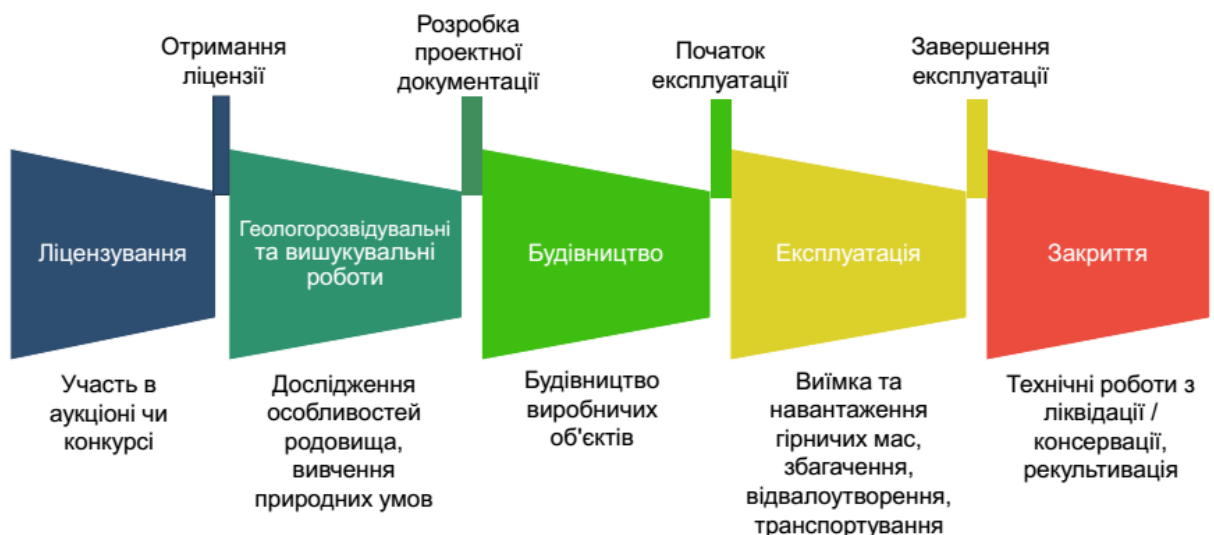 Отримання
ліцензії
Розробка
проектної
документації
Початок
експлуатації
Завершення
експлуатації
Ліцензування
Геологорозвідувальні
та вишукувальні
роботи
Будівництво
Експлуатація
Закриття
Участь в
аукціоні чи
конкурсі
Дослідження
особливостей
родовища,
вивчення
природних умов
Будівництво
виробничих
об'єктів
Виїмка та
навантаження
гірничих мас,
збагачення,
відвалоутворення,
транспортування
Технічні роботи з
ліквідації /
консервації,
рекультивація